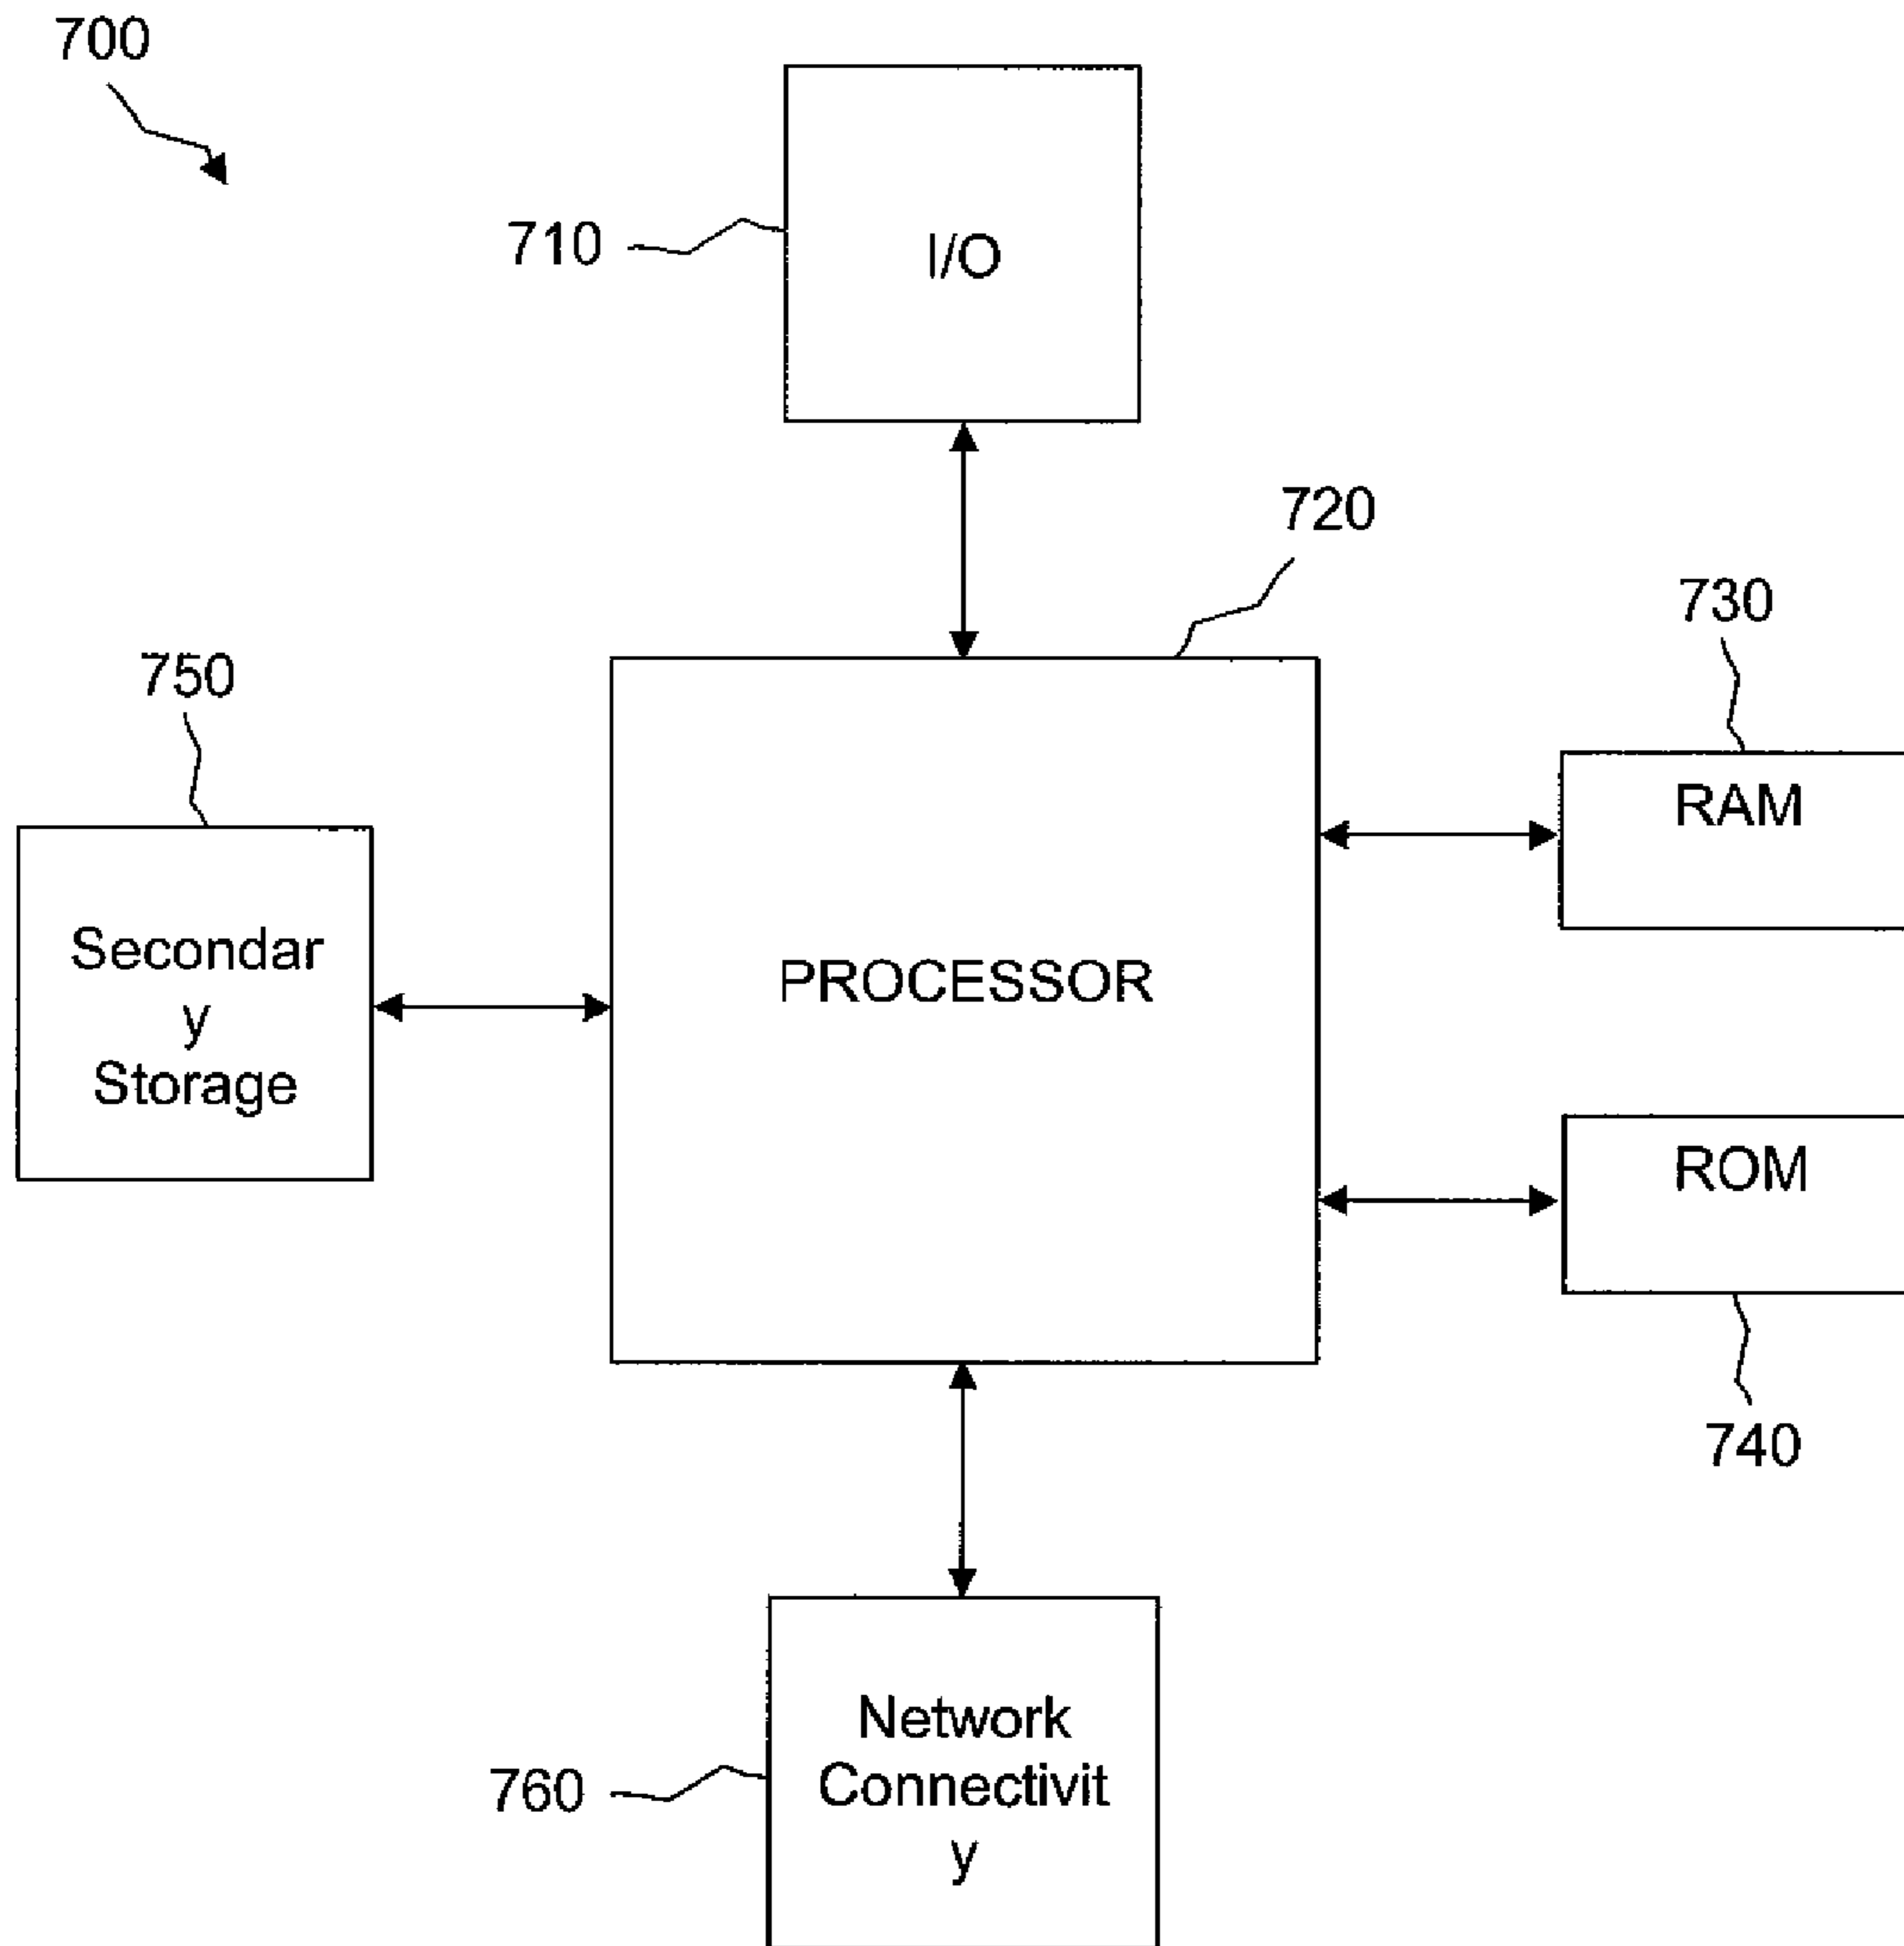 700
710
I/O
720
730
750
RAM
Secondar
y
Storage
PROCESSOR
ROM
740
Network
Connectivit
y
760